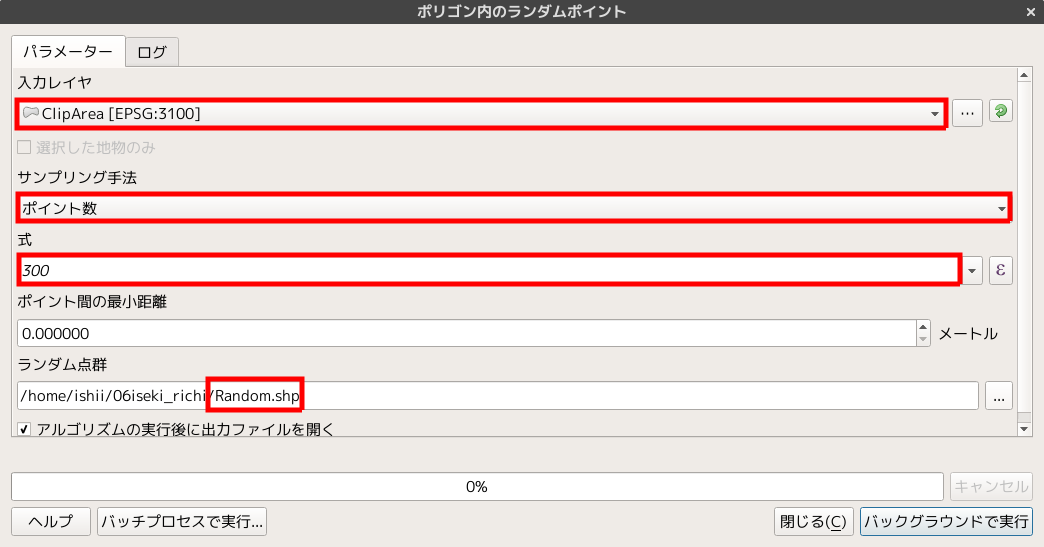 ポリゴン内のランダムポイント
パラメーター ログ
入力レイヤ
ClipArea [EPSG:3100]
...
選択した地物のみ
サンプリング手法
ポイント数
式
300
ε
ポイント間の最小距離
0.000000 メートル
ランダム点群
/home/ishii/06iseki_richi/Random.shp
...
アルゴリズムの実行後に出力ファイルを開く
0% キャンセル
ヘルプ バッチプロセスで実行... 閉じる(C) バックグラウンドで実行